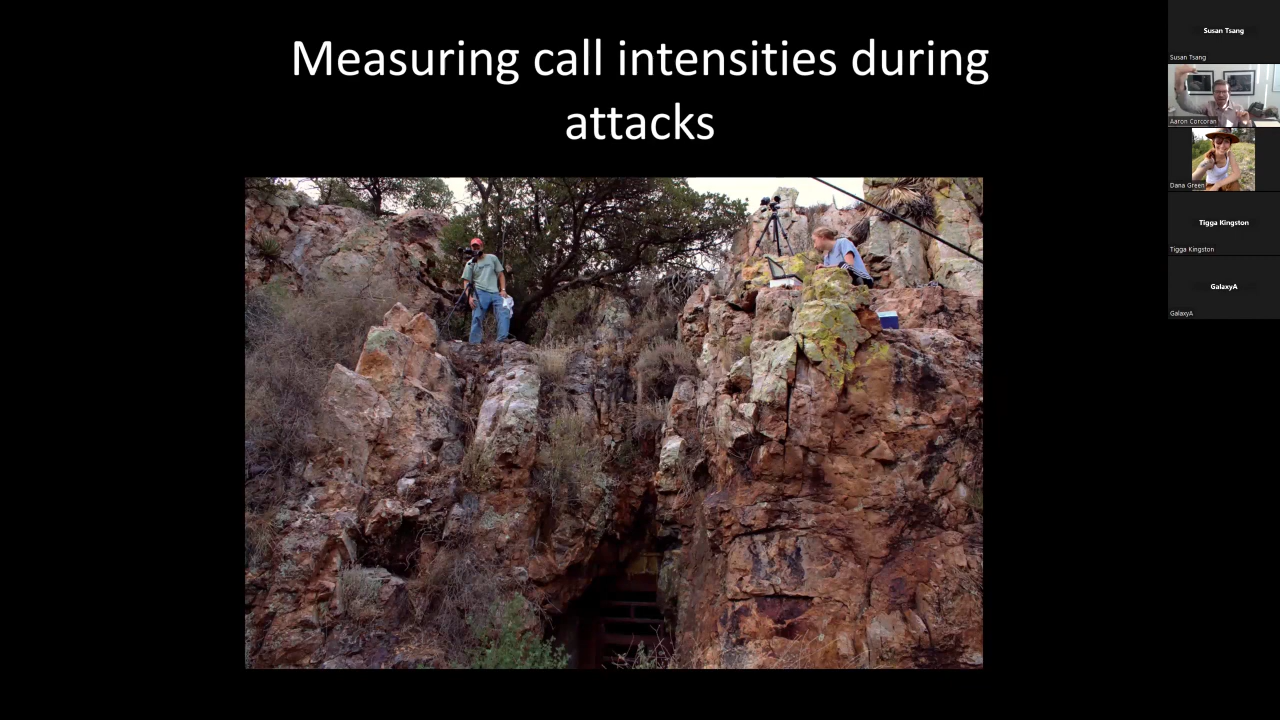 Measuring call intensities during
attacks
Susan Tsang
Susan Tsang
Aaron Corcoran
Dana Green
Tigga Kingston
Tigga Kingston
GalaxyA
GalaxyA